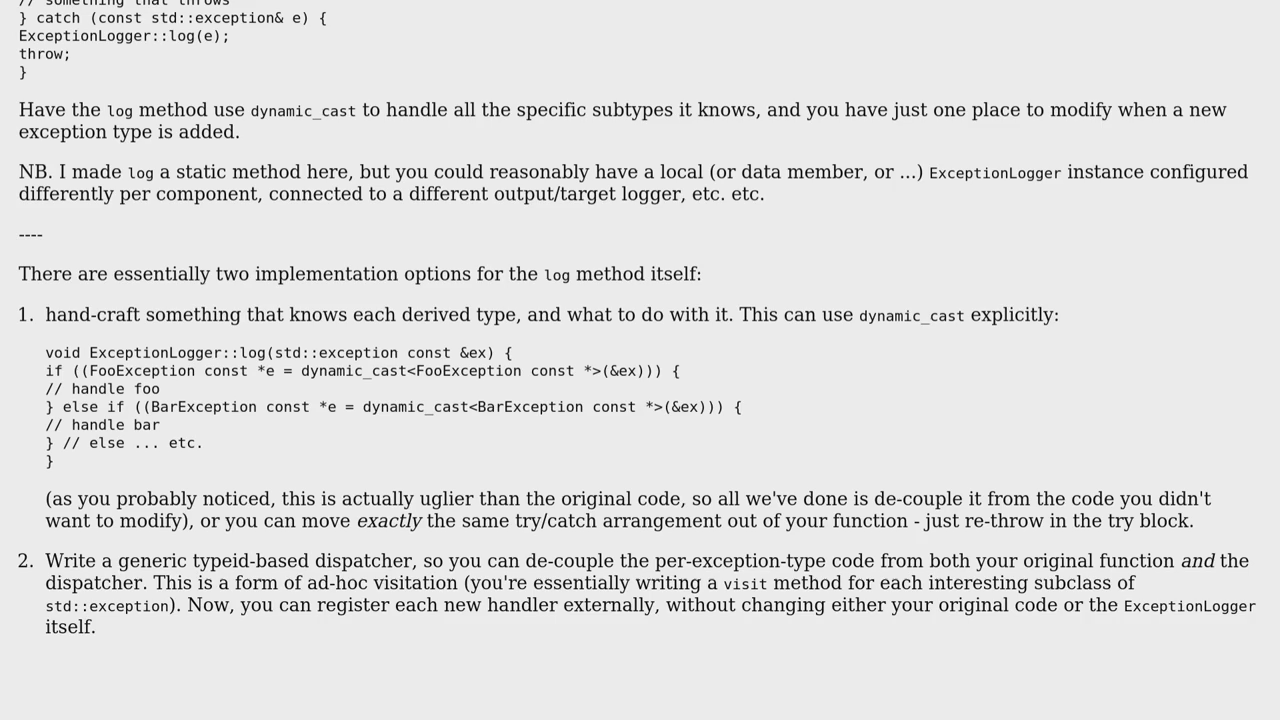 // something that throws
} catch (const std::exception& e) {
ExceptionLogger::log(e);
throw;
}
Have the log method use dynamic_cast to handle all the specific subtypes it knows, and you have just one place to modify when a new
exception type is added.
NB. I made log a static method here, but you could reasonably have a local (or data member, or ...) ExceptionLogger instance configured
differently per component, connected to a different output/target logger, etc. etc.
----
There are essentially two implementation options for the log method itself:
1. hand-craft something that knows each derived type, and what to do with it. This can use dynamic_cast explicitly:
void ExceptionLogger::log(std::exception const &ex) {
if ((FooException const *e = dynamic_cast<FooException const *>(&ex))) {
// handle foo
} else if ((BarException const *e = dynamic_cast<BarException const *>(&ex))) {
// handle bar
} // else ... etc.
}
(as you probably noticed, this is actually uglier than the original code, so all we've done is de-couple it from the code you didn't
want to modify), or you can move exactly the same try/catch arrangement out of your function - just re-throw in the try block.
2. Write a generic typeid-based dispatcher, so you can de-couple the per-exception-type code from both your original function and the
dispatcher. This is a form of ad-hoc visitation (you're essentially writing a visit method for each interesting subclass of
std::exception). Now, you can register each new handler externally, without changing either your original code or the ExceptionLogger
itself.